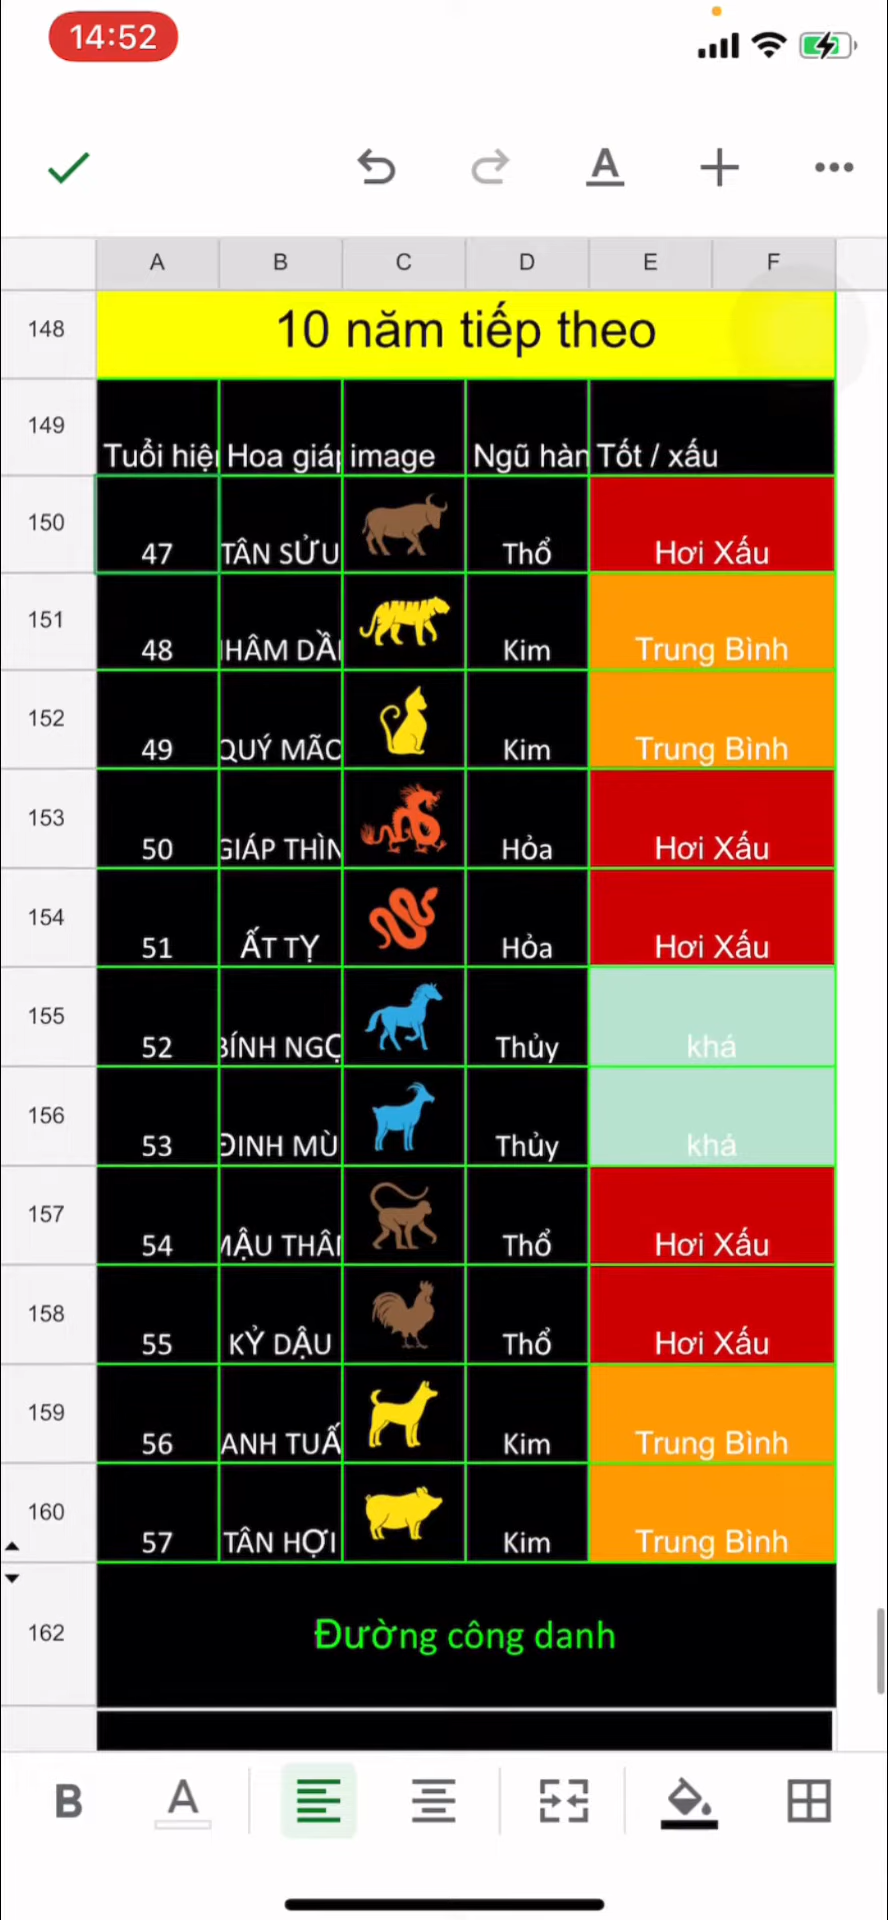 14:52
A
A B C D E F
148 10 năm tiếp theo
149 Tuổi hiệ Hoa giá image Ngũ hàn Tốt / xấu
150 47 TÂN SỬU Thổ Hơi Xấu
151 48 HÂM DẦ Kim Trung Bình
152 49 QUÝ MÃO Kim Trung Bình
153 50 GIÁP THÌN Hỏa Hơi Xấu
154 51 ẤT TỴ Hỏa Hơi Xấu
155 52 BÍNH NGỌ Thủy khá
156 53 ĐINH MÙ Thủy khá
157 54 MẬU THÂN Thổ Hơi Xấu
158 55 KỶ DẬU Thổ Hơi Xấu
159 56 ANH TUẤ Kim Trung Bình
160 57 TÂN HỢI Kim Trung Bình
162 Đường công danh
B A